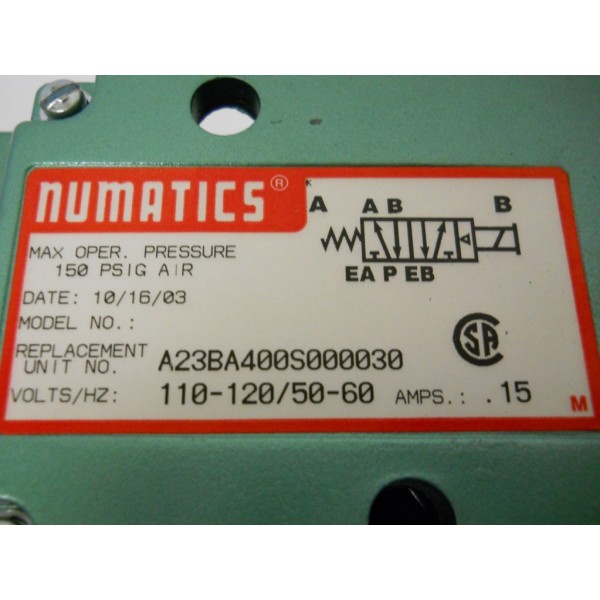 NUMATICS®
A A B B
EA P EB
MAX OPER. PRESSURE
150 PSIG AIR
DATE: 10/16/03
MODEL NO.:
REPLACEMENT
UNIT NO. A23BA400S000030
VOLTS/HZ: 110-120/50-60 AMPS.: .15
SA
M